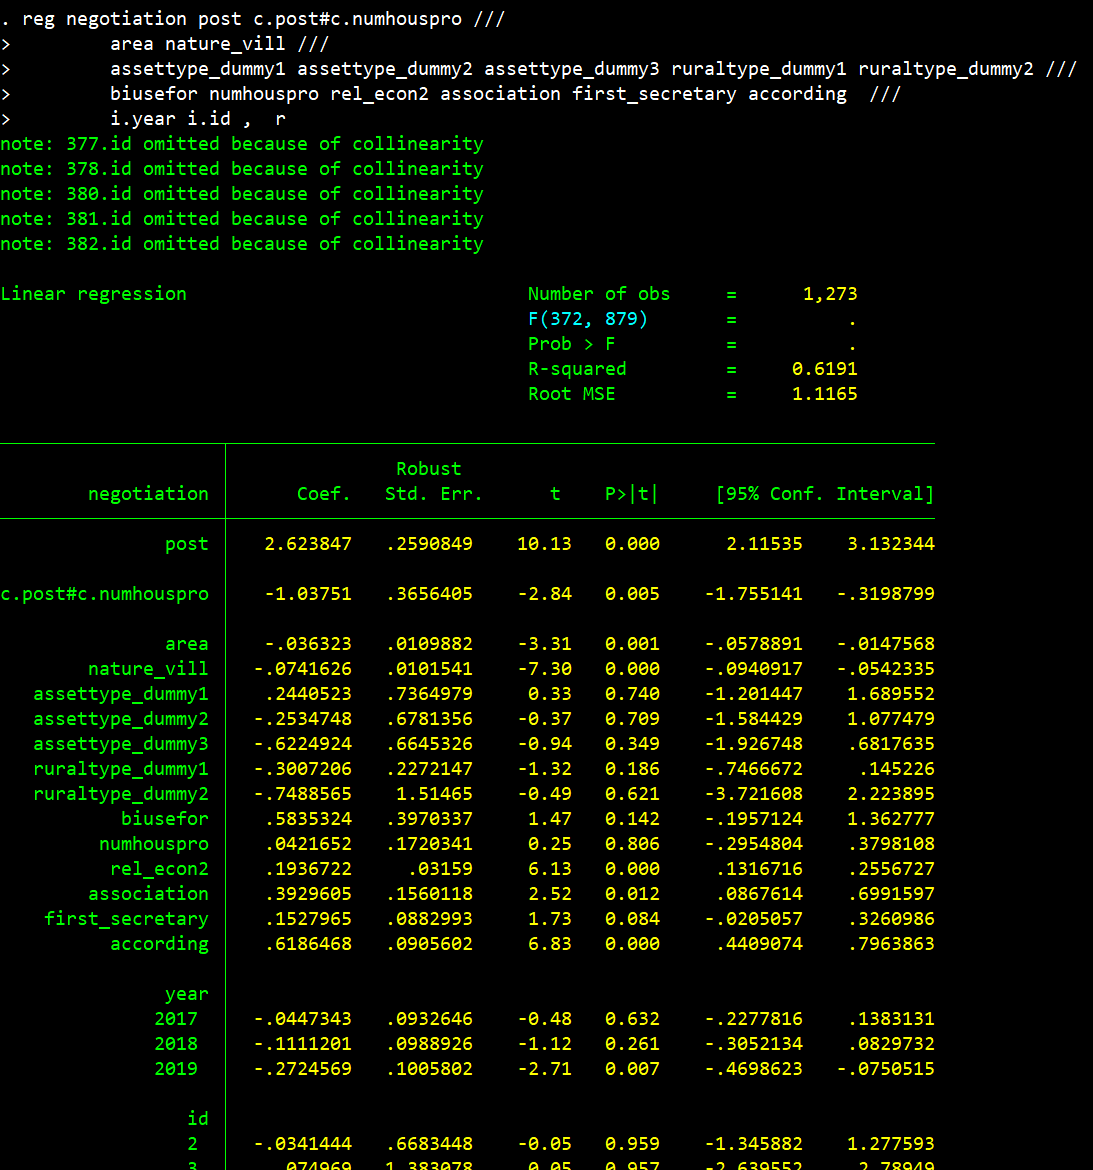 . reg negotiation post c.post#c.numhouspro ///
> area nature_vill ///
> assettype_dummy1 assettype_dummy2 assettype_dummy3 ruraltype_dummy1 ruraltype_dummy2 ///
> biusefor numhouspro rel_econ2 association first_secretary according ///
> i.year i.id , r
note: 377.id omitted because of collinearity
note: 378.id omitted because of collinearity
note: 380.id omitted because of collinearity
note: 381.id omitted because of collinearity
note: 382.id omitted because of collinearity
Linear regression Number of obs = 1,273
F(372, 879) = .
Prob > F = .
R-squared = 0.6191
Root MSE = 1.1165
Robust
negotiation Coef. Std. Err. t P>|t| [95% Conf. Interval]
post 2.623847 .2590849 10.13 0.000 2.11535 3.132344
c.post#c.numhouspro -1.03751 .3656405 -2.84 0.005 -1.755141 -.3198799
area -.036323 .0109882 -3.31 0.001 -.0578891 -.0147568
nature_vill -.0741626 .0101541 -7.30 0.000 -.0940917 -.0542335
assettype_dummy1 .2440523 .7364979 0.33 0.740 -1.201447 1.689552
assettype_dummy2 -.2534748 .6781356 -0.37 0.709 -1.584429 1.077479
assettype_dummy3 -.6224924 .6645326 -0.94 0.349 -1.926748 .6817635
ruraltype_dummy1 -.3007206 .2272147 -1.32 0.186 -.7466672 .145226
ruraltype_dummy2 -.7488565 1.51465 -0.49 0.621 -3.721608 2.223895
biusefor .5835324 .3970337 1.47 0.142 -.1957124 1.362777
numhouspro .0421652 .1720341 0.25 0.806 -.2954804 .3798108
rel_econ2 .1936722 .03159 6.13 0.000 .1316716 .2556727
association .3929605 .1560118 2.52 0.012 .0867614 .6991597
first_secretary .1527965 .0882993 1.73 0.084 -.0205057 .3260986
according .6186468 .0905602 6.83 0.000 .4409074 .7963863
year
2017 -.0447343 .0932646 -0.48 0.632 -.2277816 .1383131
2018 -.1111201 .0988926 -1.12 0.261 -.3052134 .0829732
2019 -.2724569 .1005802 -2.71 0.007 -.4698623 -.0750515
id
2 -.0341444 .6683448 -0.05 0.959 -1.345882 1.277593
3 .074969 1.383078 0.05 0.957 -2.639552 2.78949